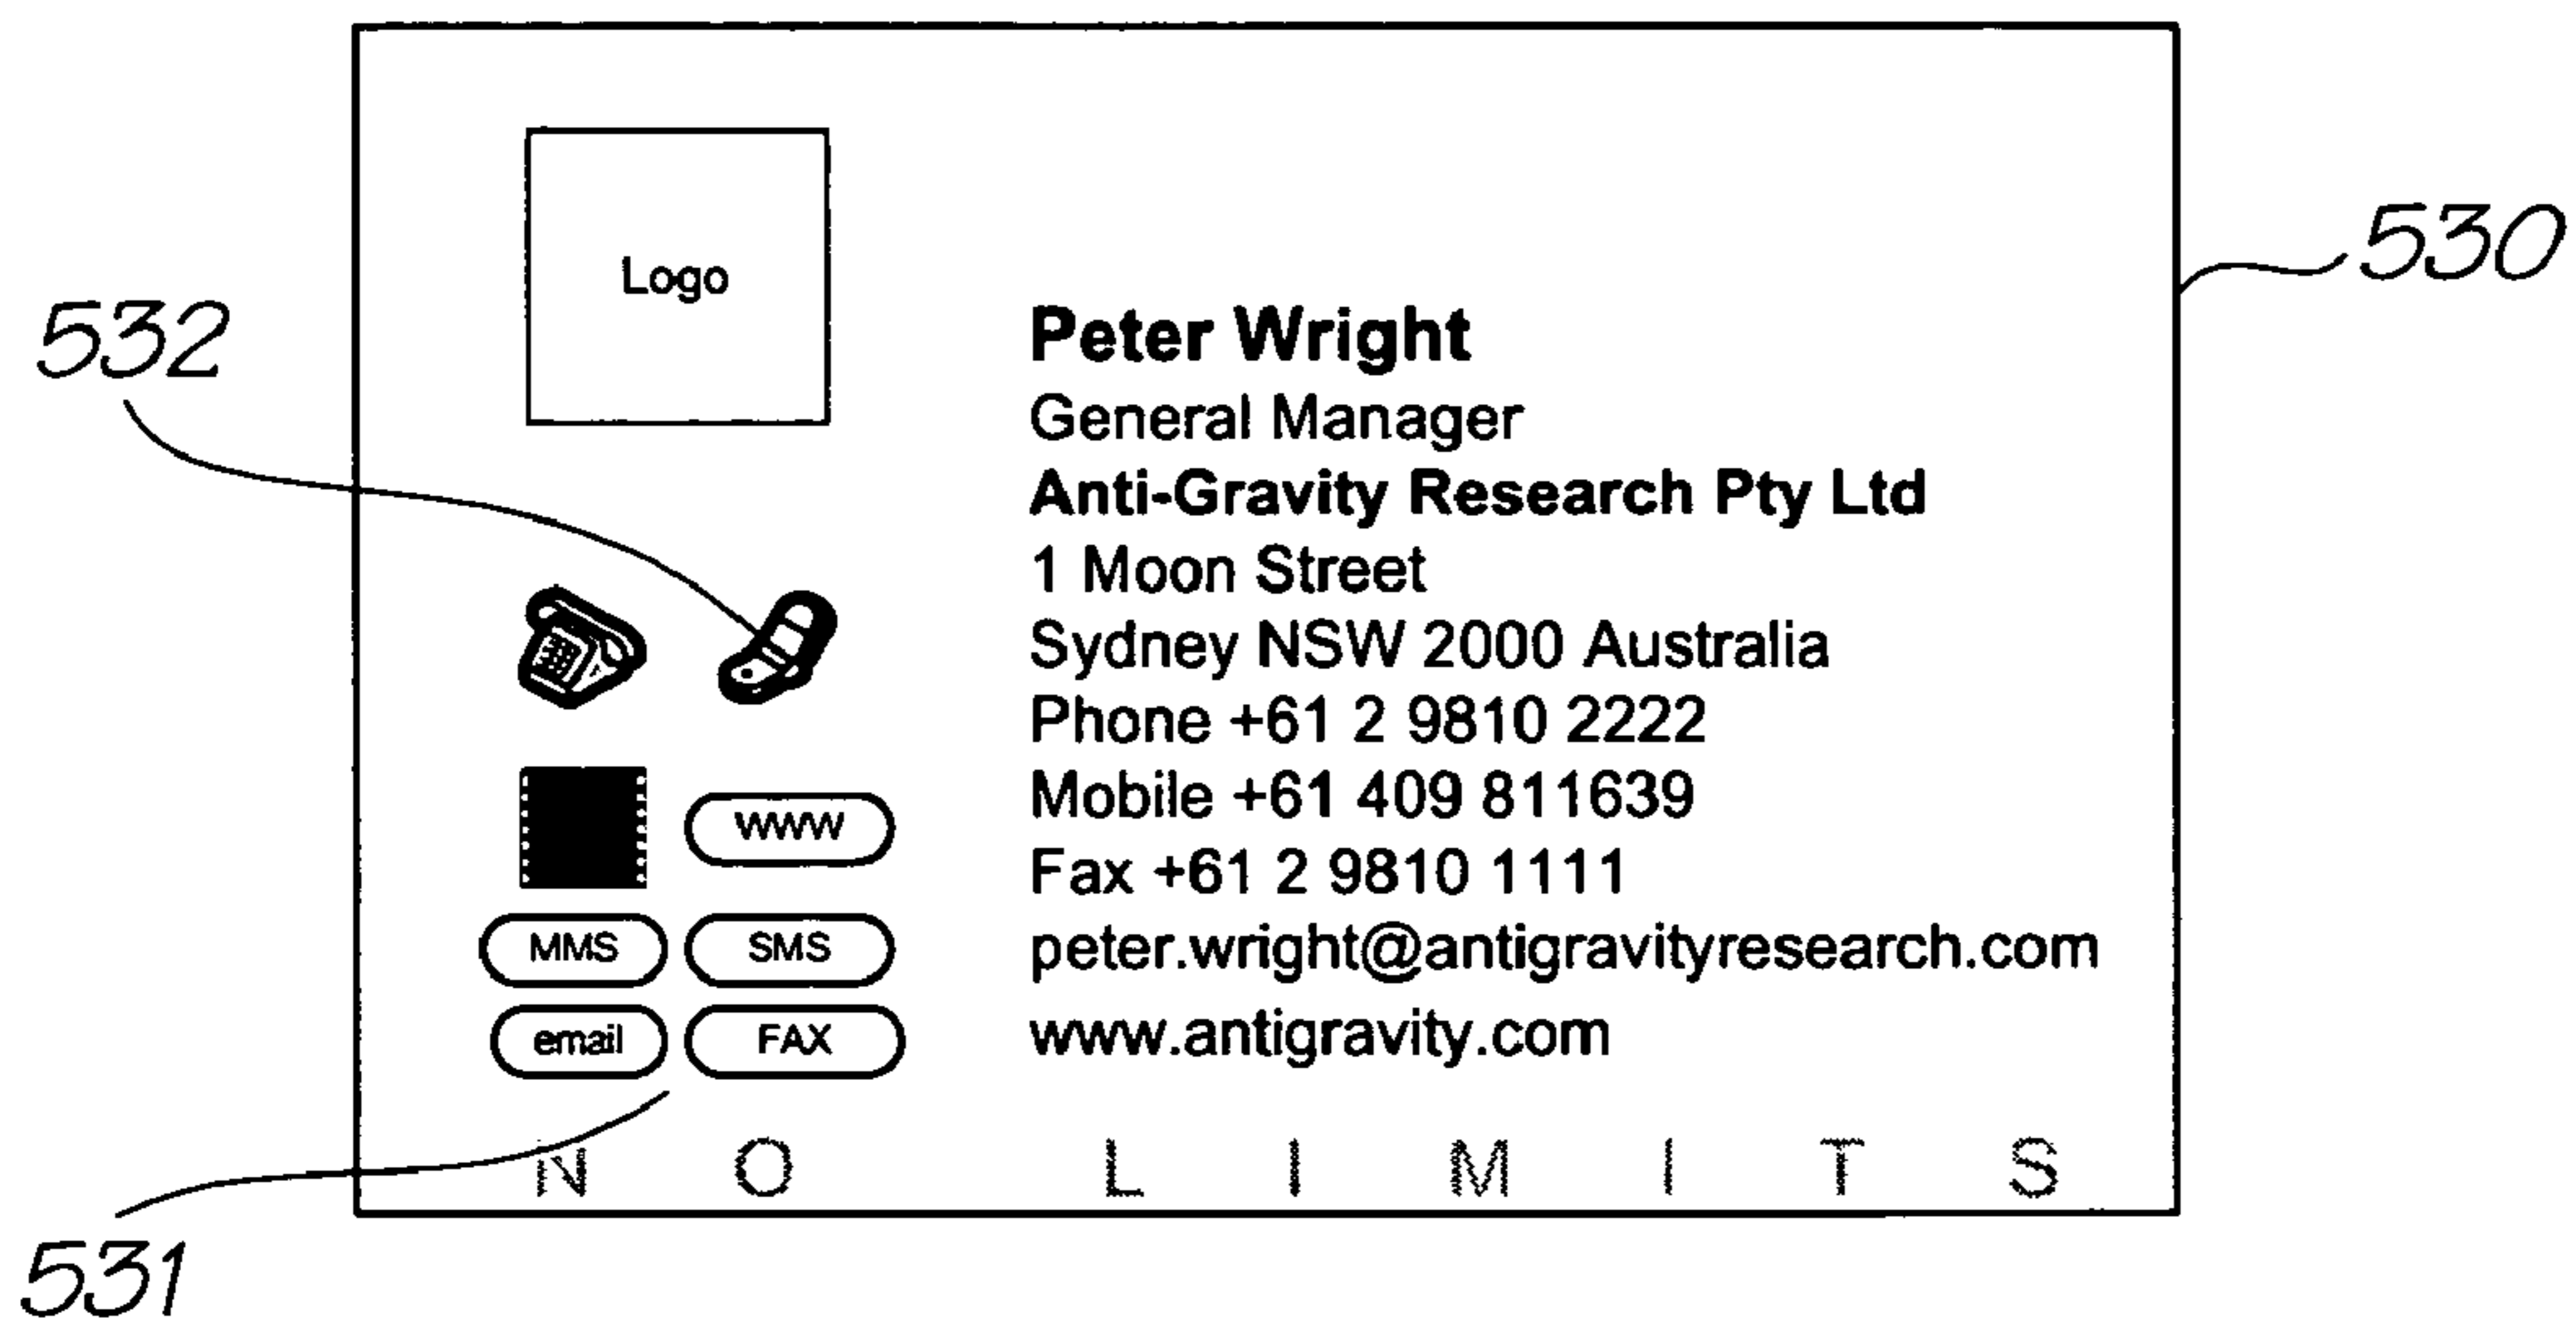 Logo
530
532
Peter Wright
General Manager
Anti-Gravity Research Pty Ltd
1 Moon Street
Sydney NSW 2000 Australia
Phone +61 2 9810 2222
Mobile +61 409 811639
Fax +61 2 9810 1111
peter.wright@antigravityresearch.com
www.antigravity.com
WWW
MMS SMS
email FAX
N O L I M I T S
531